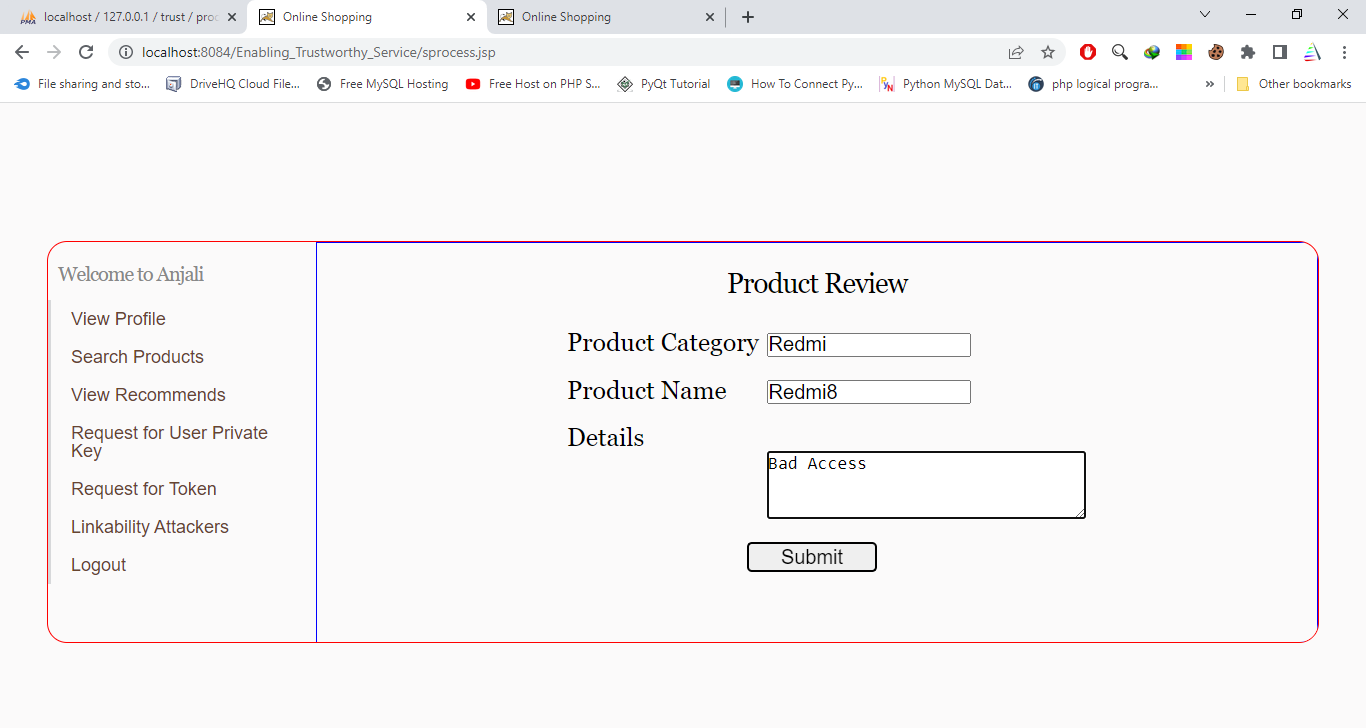 localhost / 127.0.0.1 / trust / proc
Online Shopping
Online Shopping
localhost:8084/Enabling_Trustworthy_Service/sprocess.jsp
File sharing and sto...
DriveHQ Cloud File...
Free MySQL Hosting
Free Host on PHP S...
PyQt Tutorial
How To Connect Py...
Python MySQL Dat...
php logical progra...
»
Other bookmarks
Welcome to Anjali
View Profile
Search Products
View Recommends
Request for User Private
Key
Request for Token
Linkability Attackers
Logout
Product Review
Product Category Redmi
Product Name Redmi8
Details
Bad Access
Submit